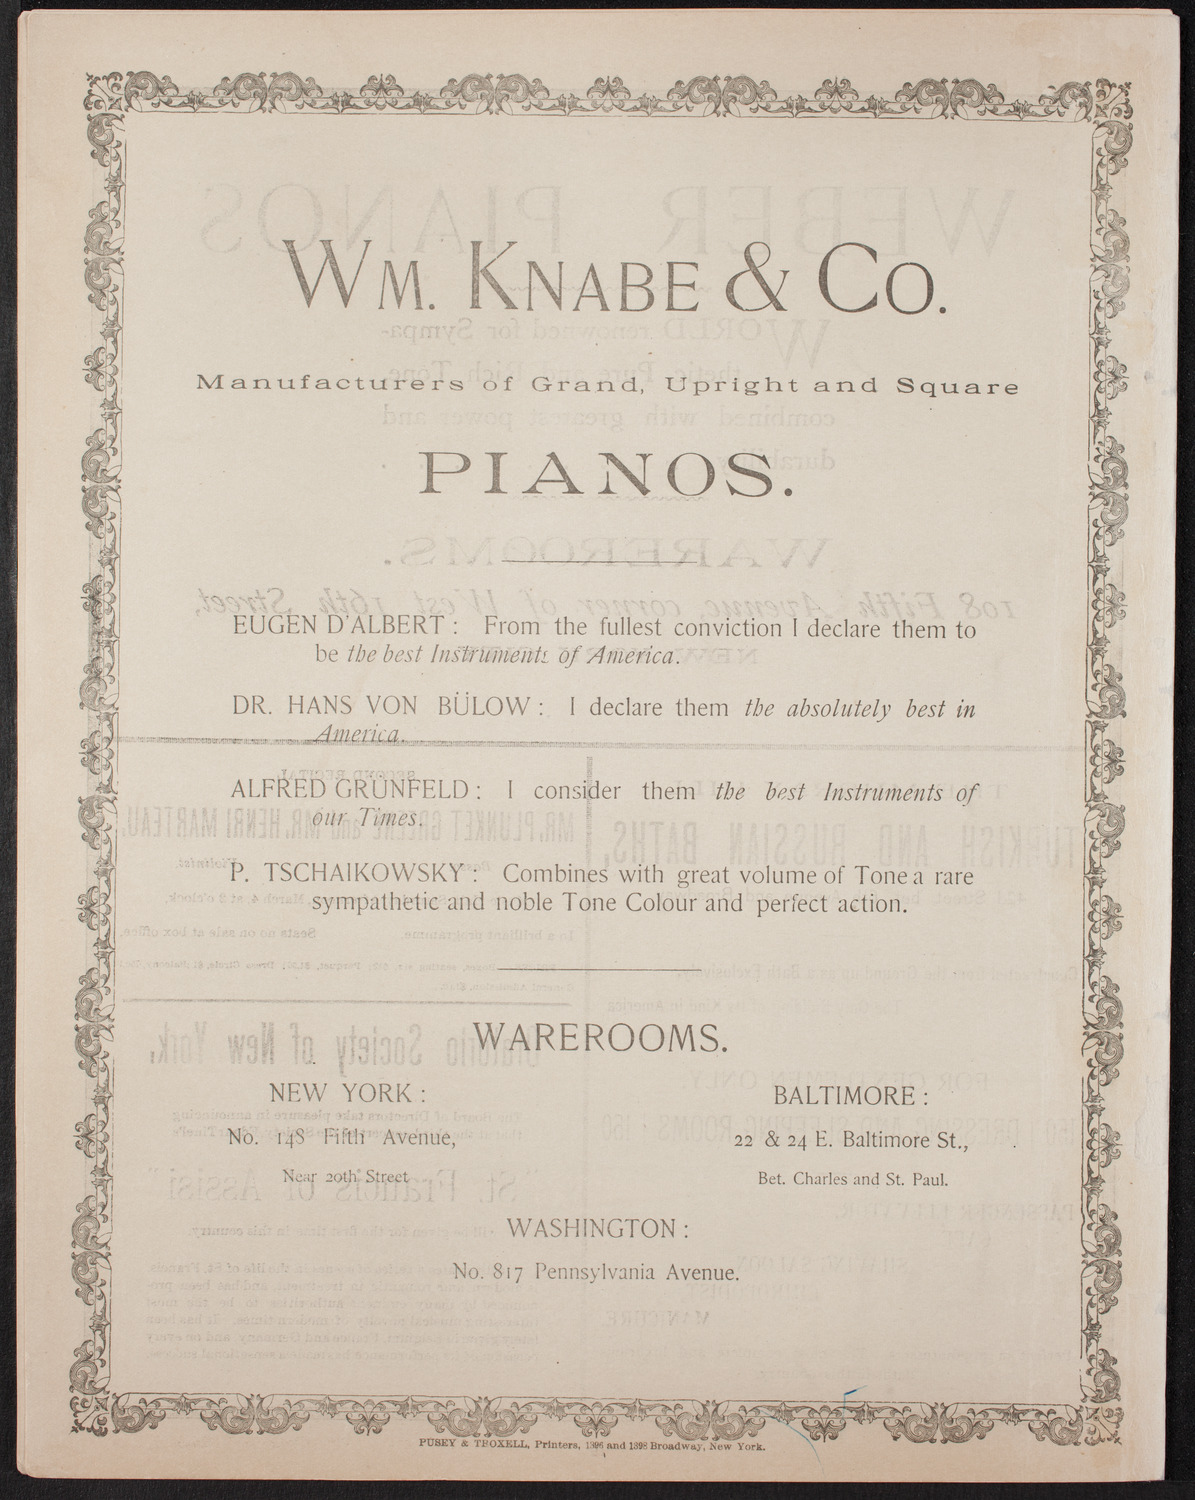 WM. KNABE & CO.
Manufacturers of Grand, Upright and Square
PIANOS.
EUGEN D'ALBERT: From the fullest conviction I declare them to
be the best Instruments of America.
DR. HANS VON BÜLOW: I declare them the absolutely best in
America.
ALFRED GRÜNFELD: I consider them the best Instruments of
our Times.
P. TSCHAIKOWSKY: Combines with great volume of Tone a rare
sympathetic and noble Tone Colour and perfect action.
WAREROOMS.
NEW YORK:
No. 148 Fifth Avenue,
Near 20th Street
BALTIMORE:
22 & 24 E. Baltimore St.,
Bet. Charles and St. Paul.
WASHINGTON:
No. 817 Pennsylvania Avenue.
PUSEY & TROXELL, Printers, 1396 and 1398 Broadway, New York.